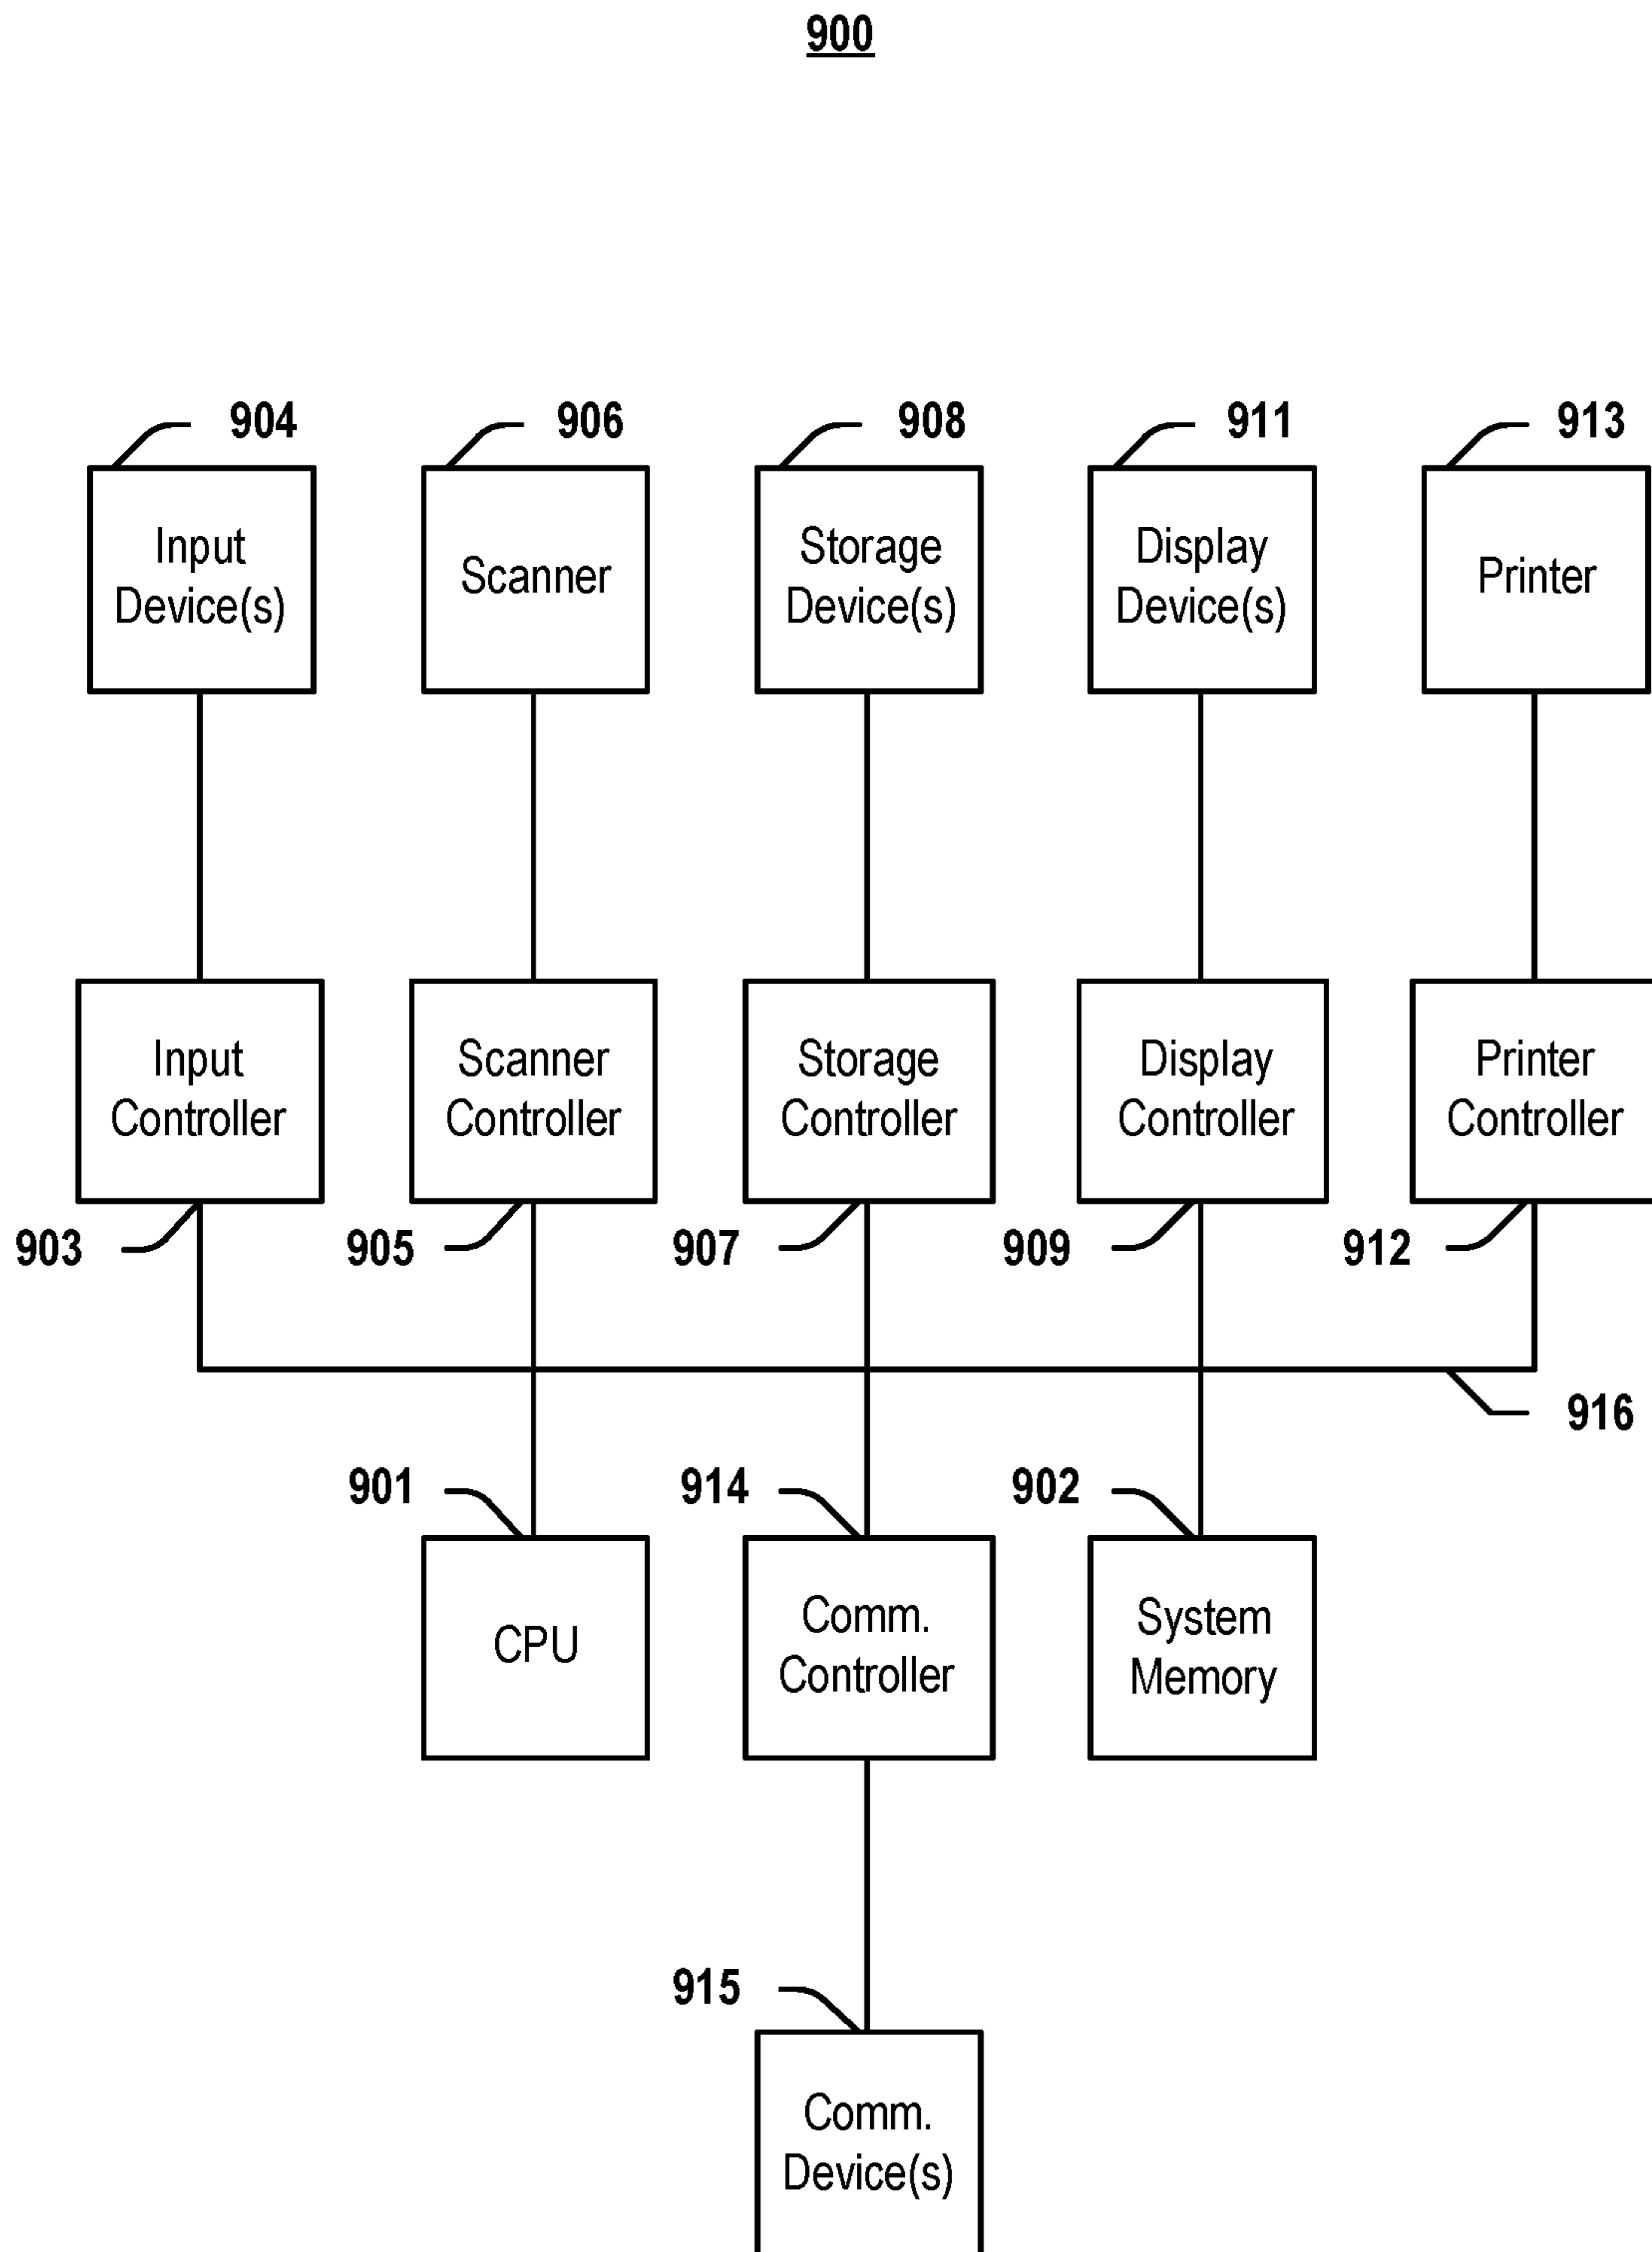 900
904
906
908
911
913
Input
Device(s)
Scanner
Storage
Device(s)
Display
Device(s)
Printer
Input
Controller
Scanner
Controller
Storage
Controller
Display
Controller
Printer
Controller
903
905
907
909
912
916
901
914
902
CPU
Comm.
Controller
System
Memory
915
Comm.
Device(s)